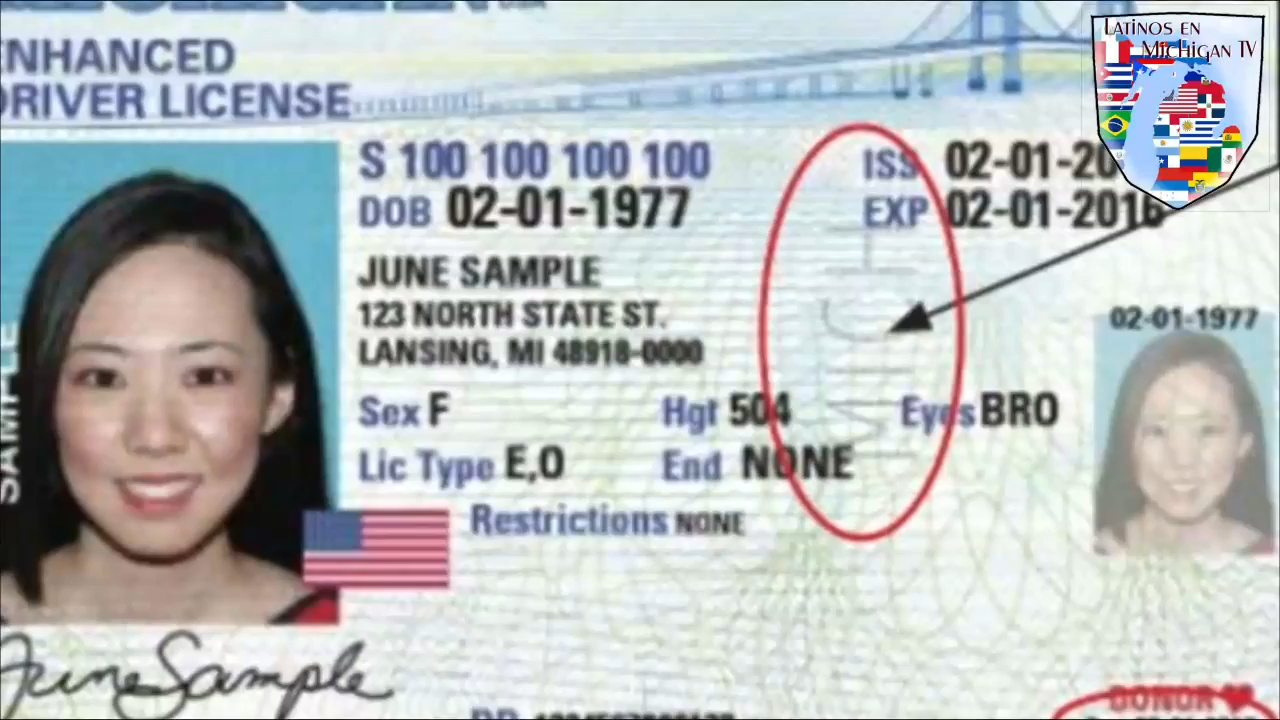 LATINOS EN
MICHIGAN TV
ENHANCED
DRIVER LICENSE
S 100 100 100 100
ISS 02-01-20
DOB 02-01-1977
EXP 02-01-2016
JUNE SAMPLE
123 NORTH STATE ST.
LANSING, MI 48918-0000
02-01-1977
Sex F Hgt 504 Eyes BRO
Lic Type E,O End NONE
Restrictions NONE
MICH
SAMPLE
June Sample
DONOR